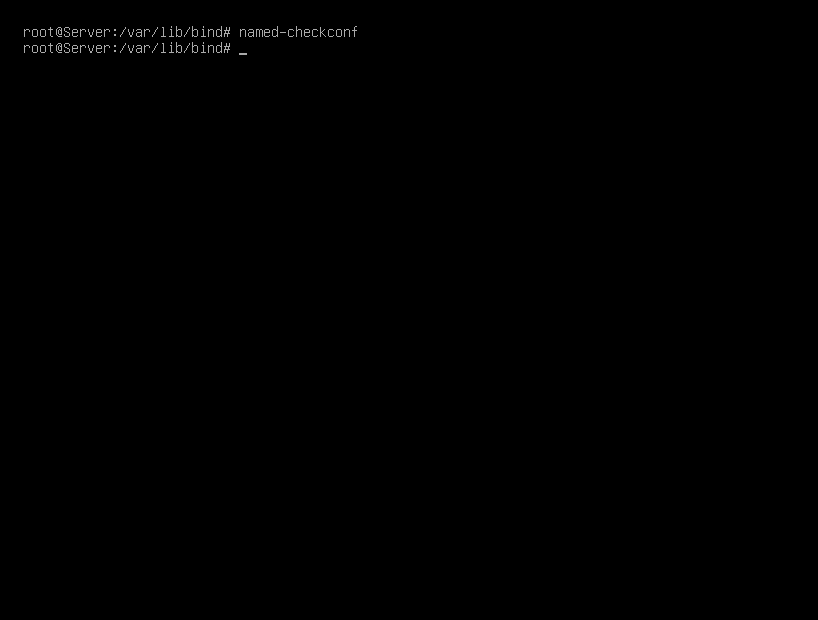 root@Server:/var/lib/bind# named-checkconf
root@Server:/var/lib/bind# _